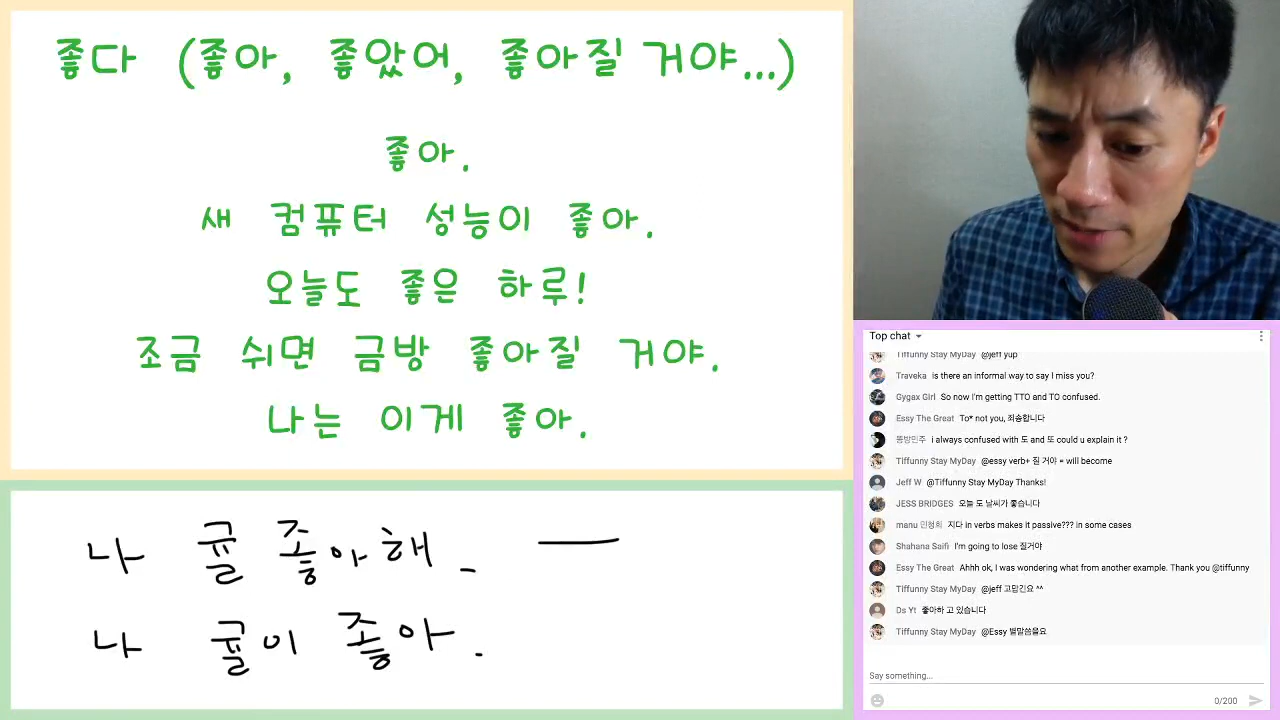 좋다 (좋아, 좋았어, 좋아질 거야...)
좋아.
새 컴퓨터 성능이 좋아.
오늘도 좋은 하루!
조금 쉬면 금방 좋아질 거야.
나는 이게 좋아.
나 귤 좋아해.
나 귤이 좋아.
Top chat
Tiffunny Stay MyDay @jeff yup
Traveka is there an informal way to say I miss you?
Gygax Girl So now I'm getting TTO and TO confused.
Essy The Great To* not you, 죄송합니다
똥방민주 i always confused with 도 and 또 could u explain it ?
Tiffunny Stay MyDay @essy verb+ 질 거야 = will become
Jeff W @Tiffunny Stay MyDay Thanks!
JESS BRIDGES 오늘 도 날씨가 좋습니다
manu 민정희 지다 in verbs makes it passive??? in some cases
Shahana Saifi I'm going to lose 질거야
Essy The Great Ahhh ok, I was wondering what from another example. Thank you @tiffunny
Tiffunny Stay MyDay @jeff 고맙긴요 ^^
Ds Yt 좋아하 고 있습니다
Tiffunny Stay MyDay @Essy 별말씀을요
Say something...
0/200